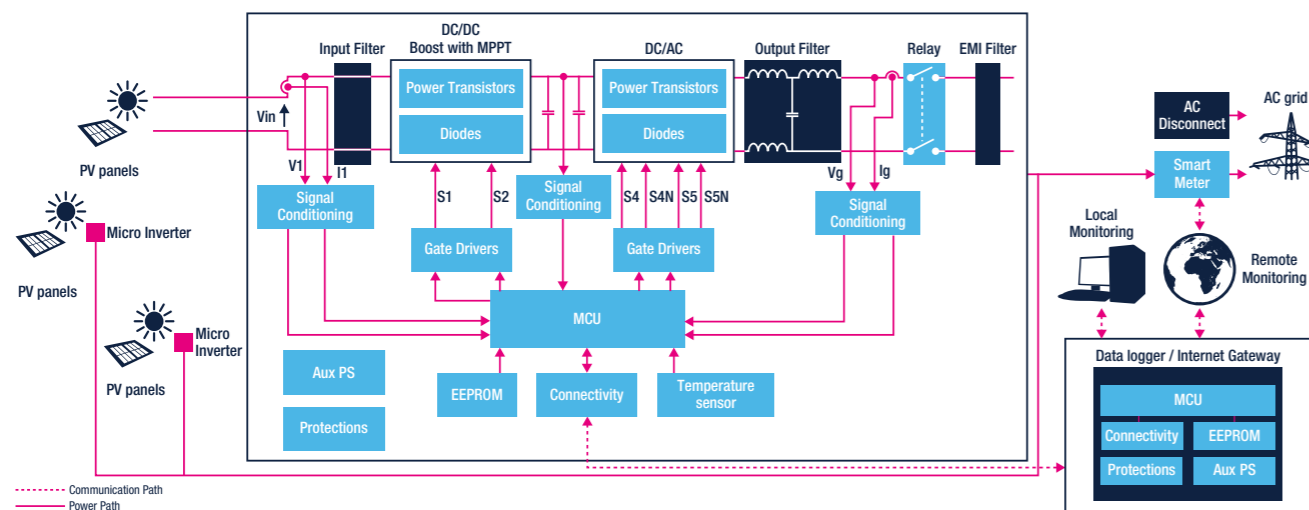 DC/DC
Boost with MPPT
Input Filter
DC/AC
Output Filter
Relay
EMI Filter
Power Transistors
Diodes
Power Transistors
Diodes
Vin
PV panels
V1
I1
S1
S2
S4
S4N
S5
S5N
Vg
Ig
Signal
Conditioning
Signal
Conditioning
Signal
Conditioning
Gate Drivers
Gate Drivers
MCU
Aux PS
Protections
EEPROM
Connectivity
Temperature
sensor
Micro Inverter
PV panels
Micro
Inverter
PV panels
AC
Disconnect
AC grid
Smart
Meter
Local
Monitoring
Remote
Monitoring
Data logger / Internet Gateway
MCU
Connectivity
EEPROM
Protections
Aux PS
Communication Path
Power Path